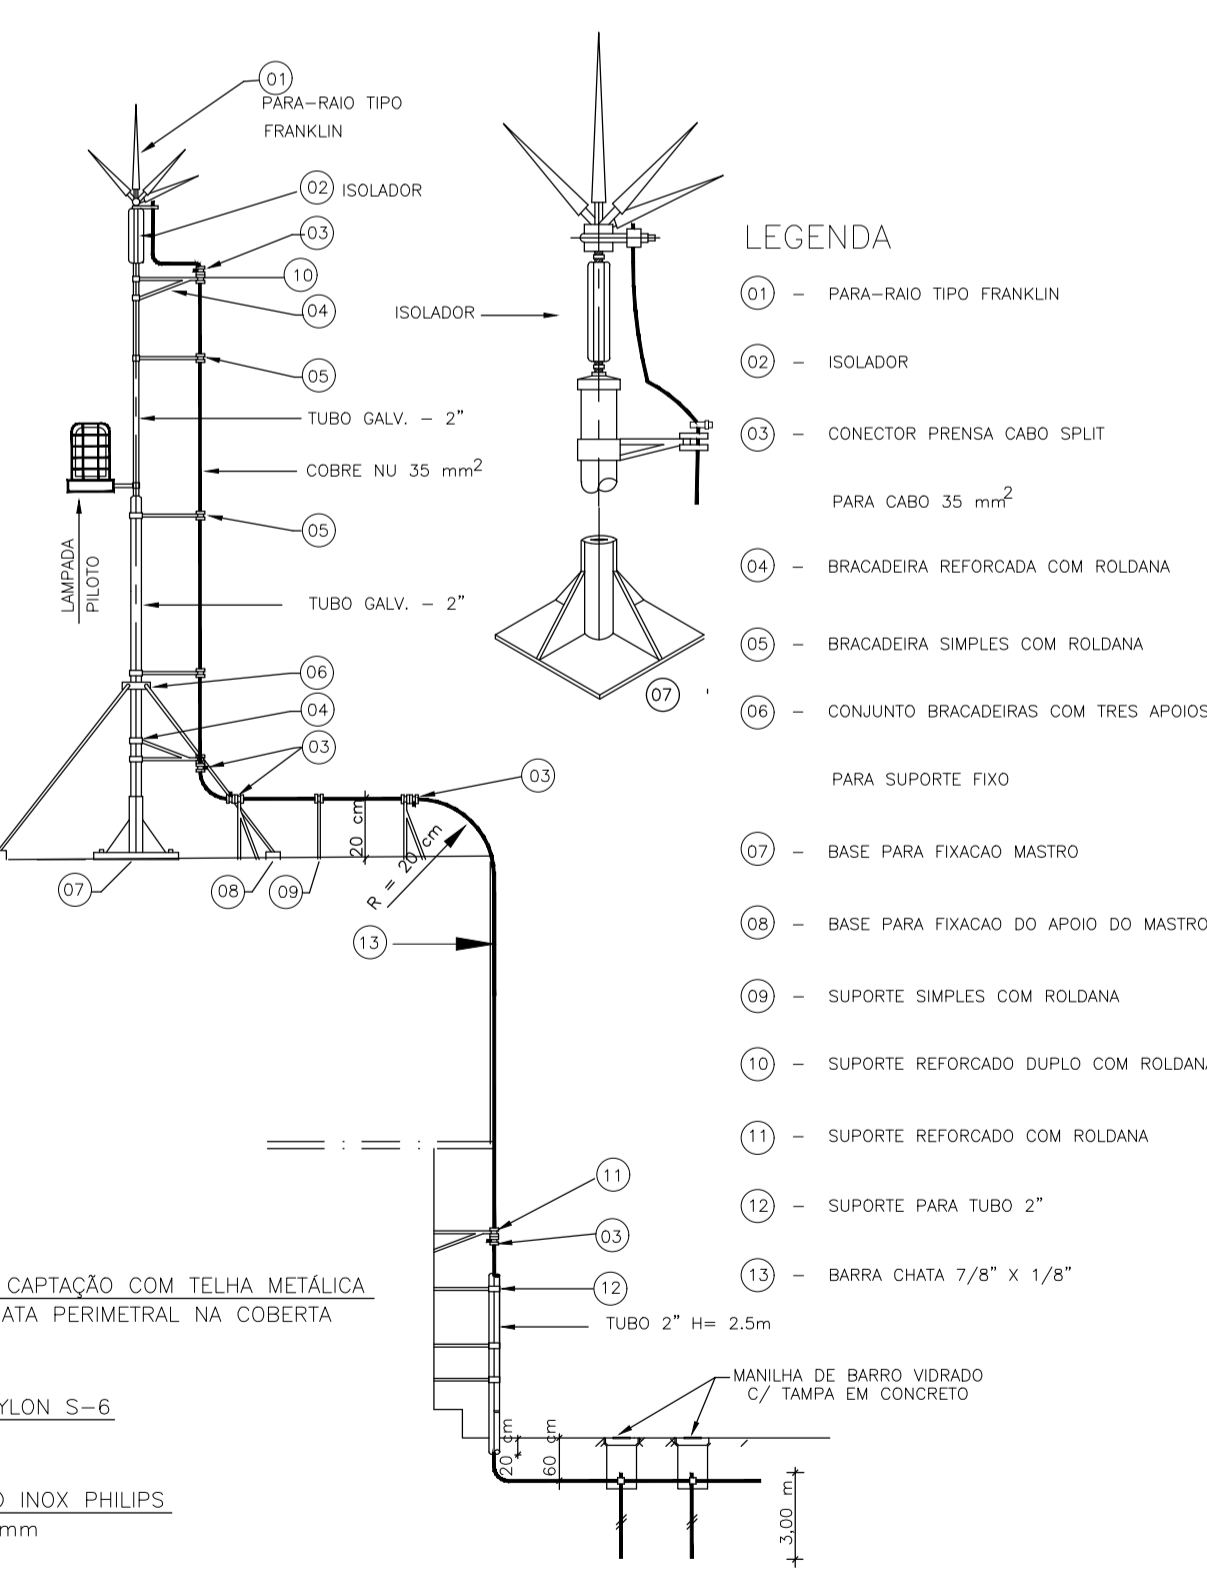 01
PARA-RAIO TIPO
FRANKLIN
02 ISOLADOR
03
10
04
05
TUBO GALV. - 2"
COBRE NU 35 mm2
05
LAMPADA
PILOTO
TUBO GALV. - 2"
06
04
03
03
20 cm
R = 20 cm
07
08
09
13
ISOLADOR
07
11
03
12
TUBO 2" H= 2.5m
MANILHA DE BARRO VIDRADO
C/ TAMPA EM CONCRETO
20 cm
60 cm
3,00 m
CAPTAÇÃO COM TELHA METÁLICA
ATA PERIMETRAL NA COBERTA
YLON S-6
O INOX PHILIPS
mm
LEGENDA
01 - PARA-RAIO TIPO FRANKLIN
02 - ISOLADOR
03 - CONECTOR PRENSA CABO SPLIT
PARA CABO 35 mm2
04 - BRACADEIRA REFORCADA COM ROLDANA
05 - BRACADEIRA SIMPLES COM ROLDANA
06 - CONJUNTO BRACADEIRAS COM TRES APOIOS
PARA SUPORTE FIXO
07 - BASE PARA FIXACAO MASTRO
08 - BASE PARA FIXACAO DO APOIO DO MASTRO
09 - SUPORTE SIMPLES COM ROLDANA
10 - SUPORTE REFORCADO DUPLO COM ROLDANA
11 - SUPORTE REFORCADO COM ROLDANA
12 - SUPORTE PARA TUBO 2"
13 - BARRA CHATA 7/8" X 1/8"